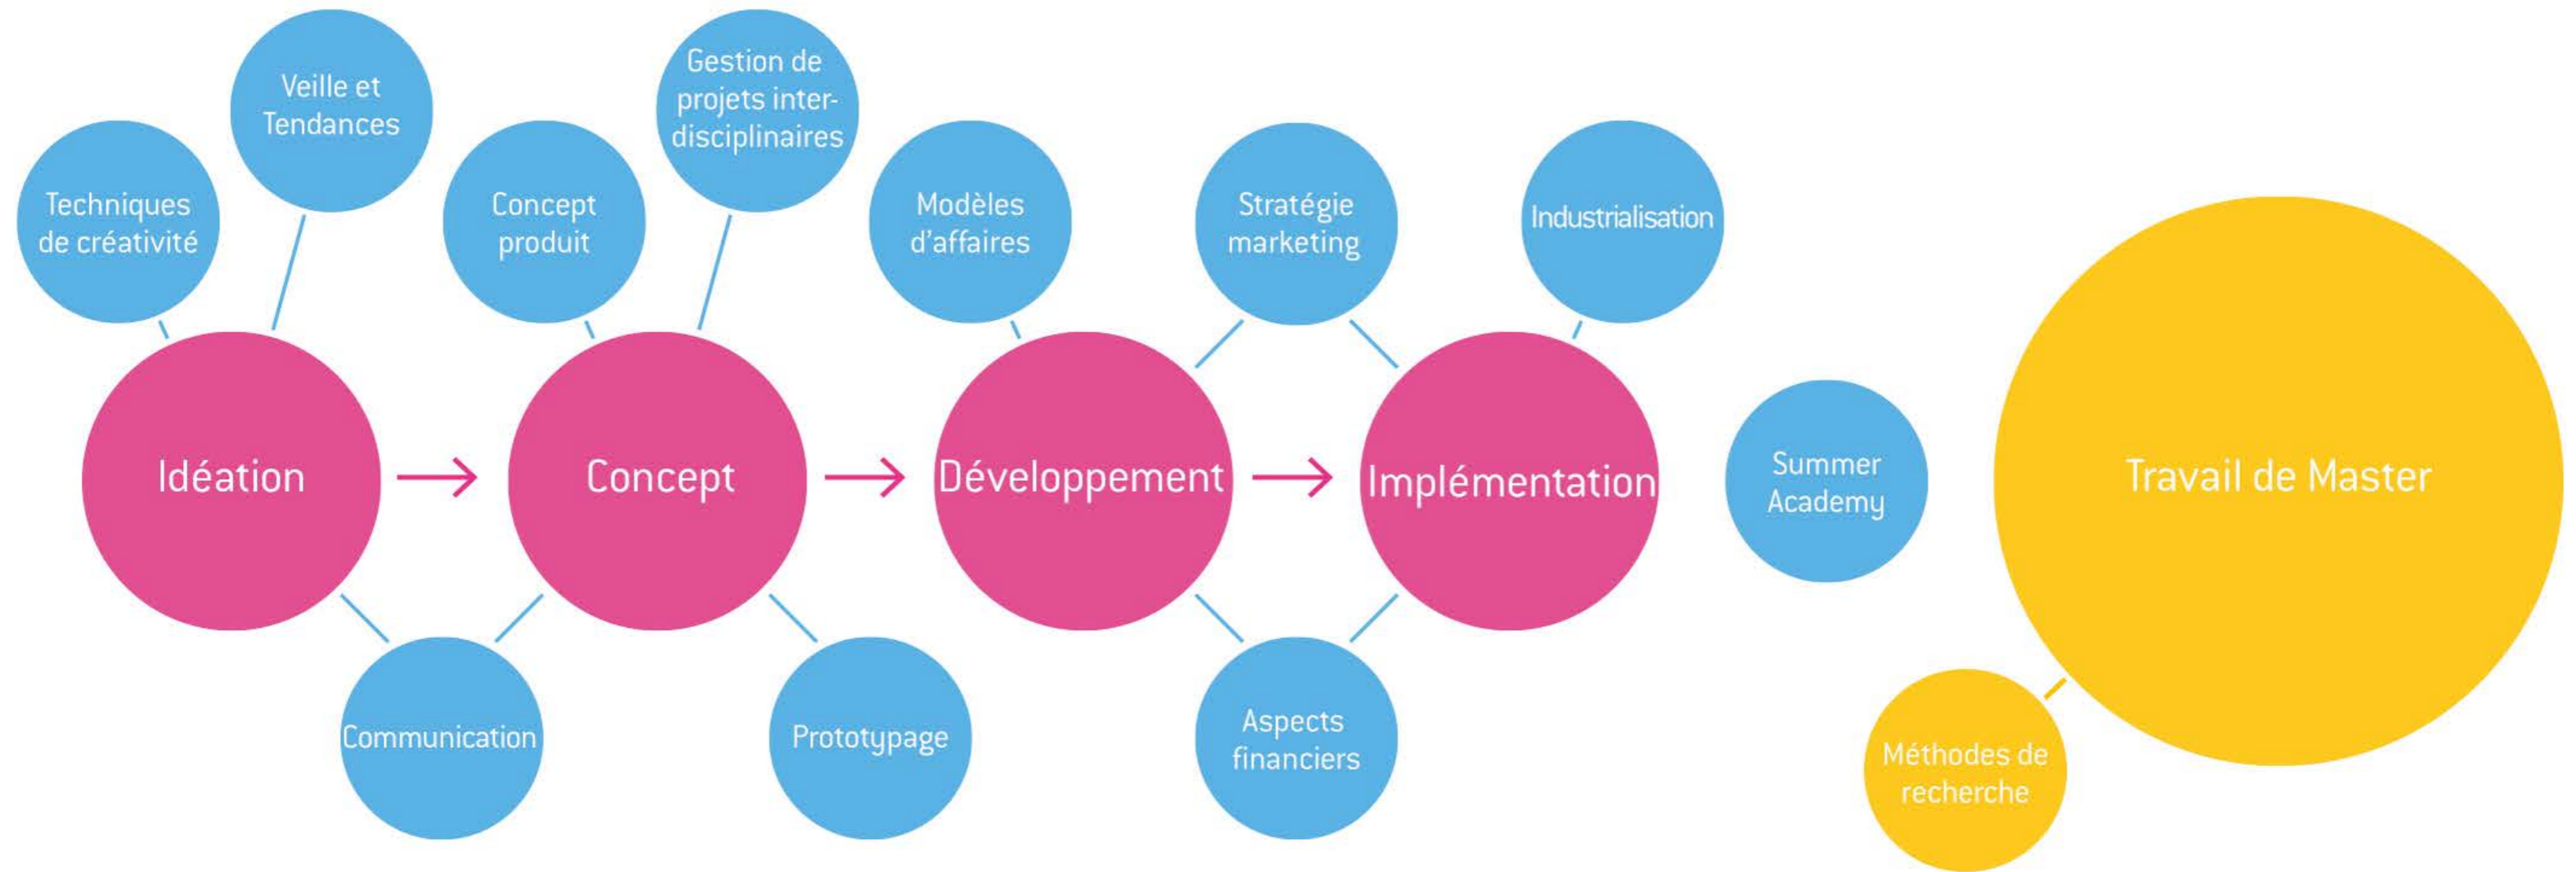 Techniques
de créativité
Veille et
Tendances
Concept
produit
Gestion de
projets inter-
disciplinaires
Modèles
d'affaires
Stratégie
marketing
Industrialisation
Idéation
Concept
Développement
Implémentation
Summer
Academy
Travail de Master
Communication
Prototypage
Aspects
financiers
Méthodes de
recherche